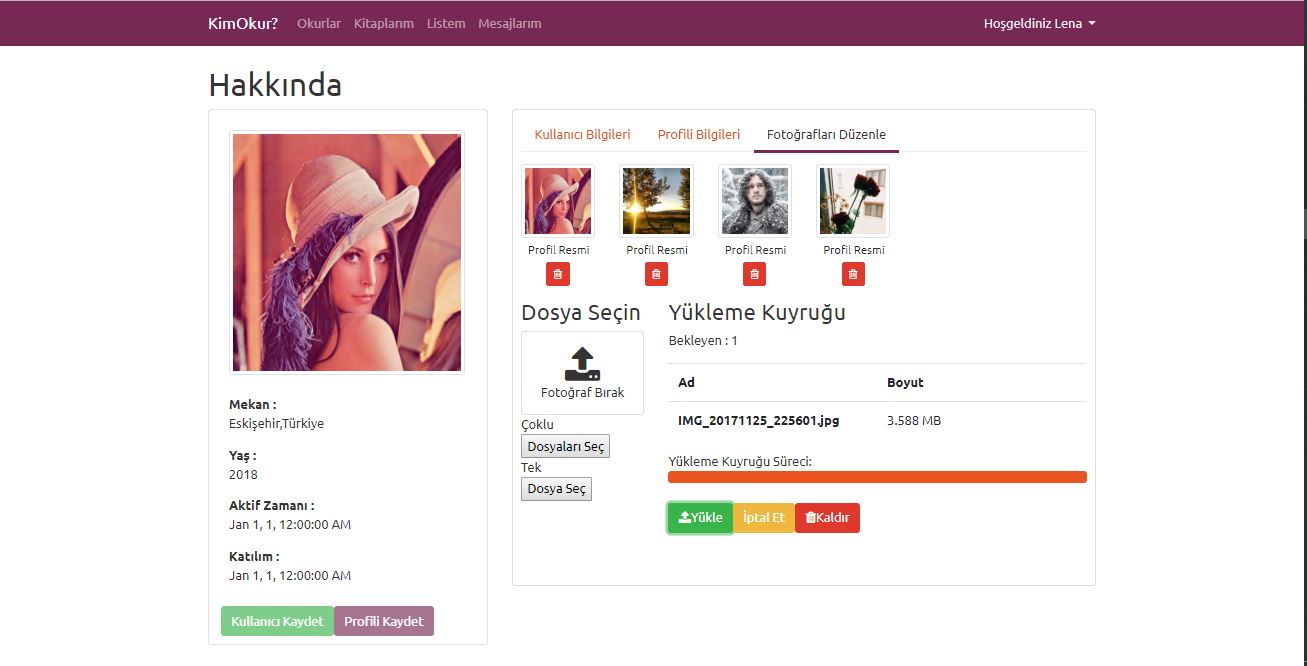 KimOkur? Okurlar Kitaplarım Listem Mesajlarım Hoşgeldiniz Lena
Hakkında
Mekan :
Eskişehir,Türkiye
Yaş :
2018
Aktif Zamanı :
Jan 1, 1, 12:00:00 AM
Katılım :
Jan 1, 1, 12:00:00 AM
Kullanıcı Kaydet Profili Kaydet
Kullanıcı Bilgileri Profili Bilgileri Fotoğrafları Düzenle
Profil Resmi Profil Resmi Profil Resmi Profil Resmi
Dosya Seçin
Fotoğraf Bırak
Çoklu
Dosyaları Seç
Tek
Dosya Seç
Yükleme Kuyruğu
Bekleyen : 1
Ad Boyut
IMG_20171125_225601.jpg 3.588 MB
Yükleme Kuyruğu Süreci:
Yükle İptal Et Kaldır